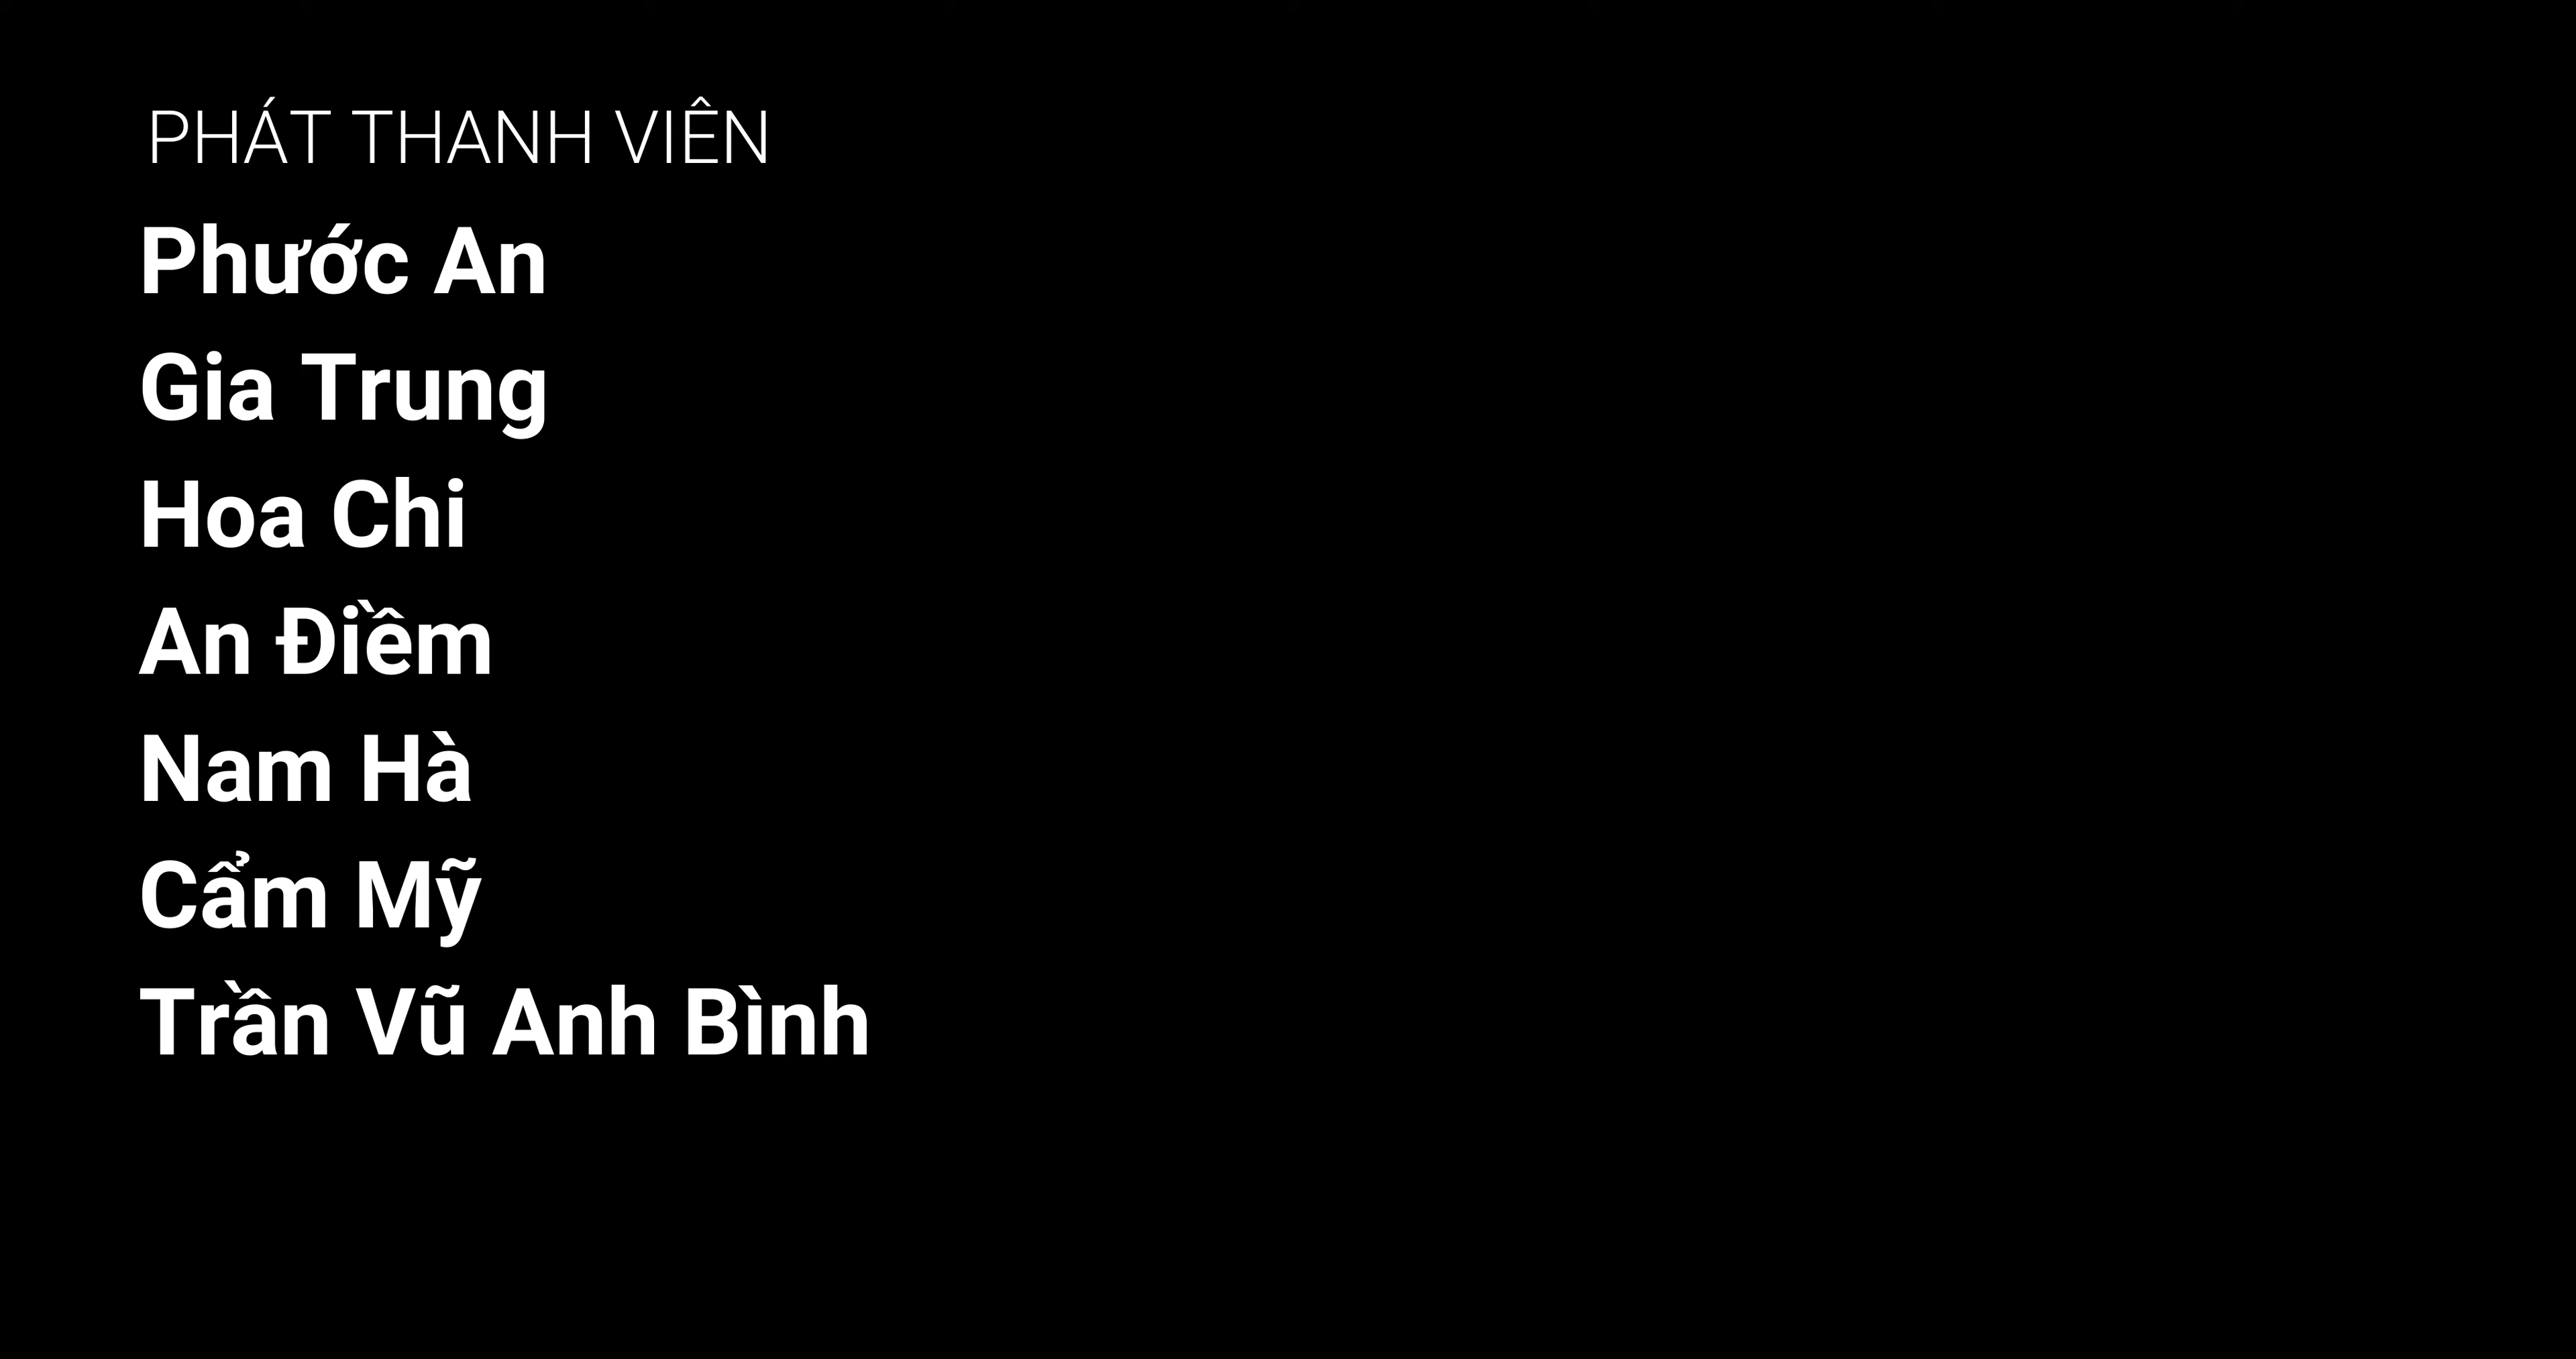 PHÁT THANH VIÊN
Phước An
Gia Trung
Hoa Chi
An Điềm
Nam Hà
Cẩm Mỹ
Trần Vũ Anh Bình